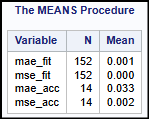 The MEANS Procedure
Variable N Mean
mae_fit 152 0.001
mse_fit 152 0.000
mae_acc 14 0.033
mse_acc 14 0.002